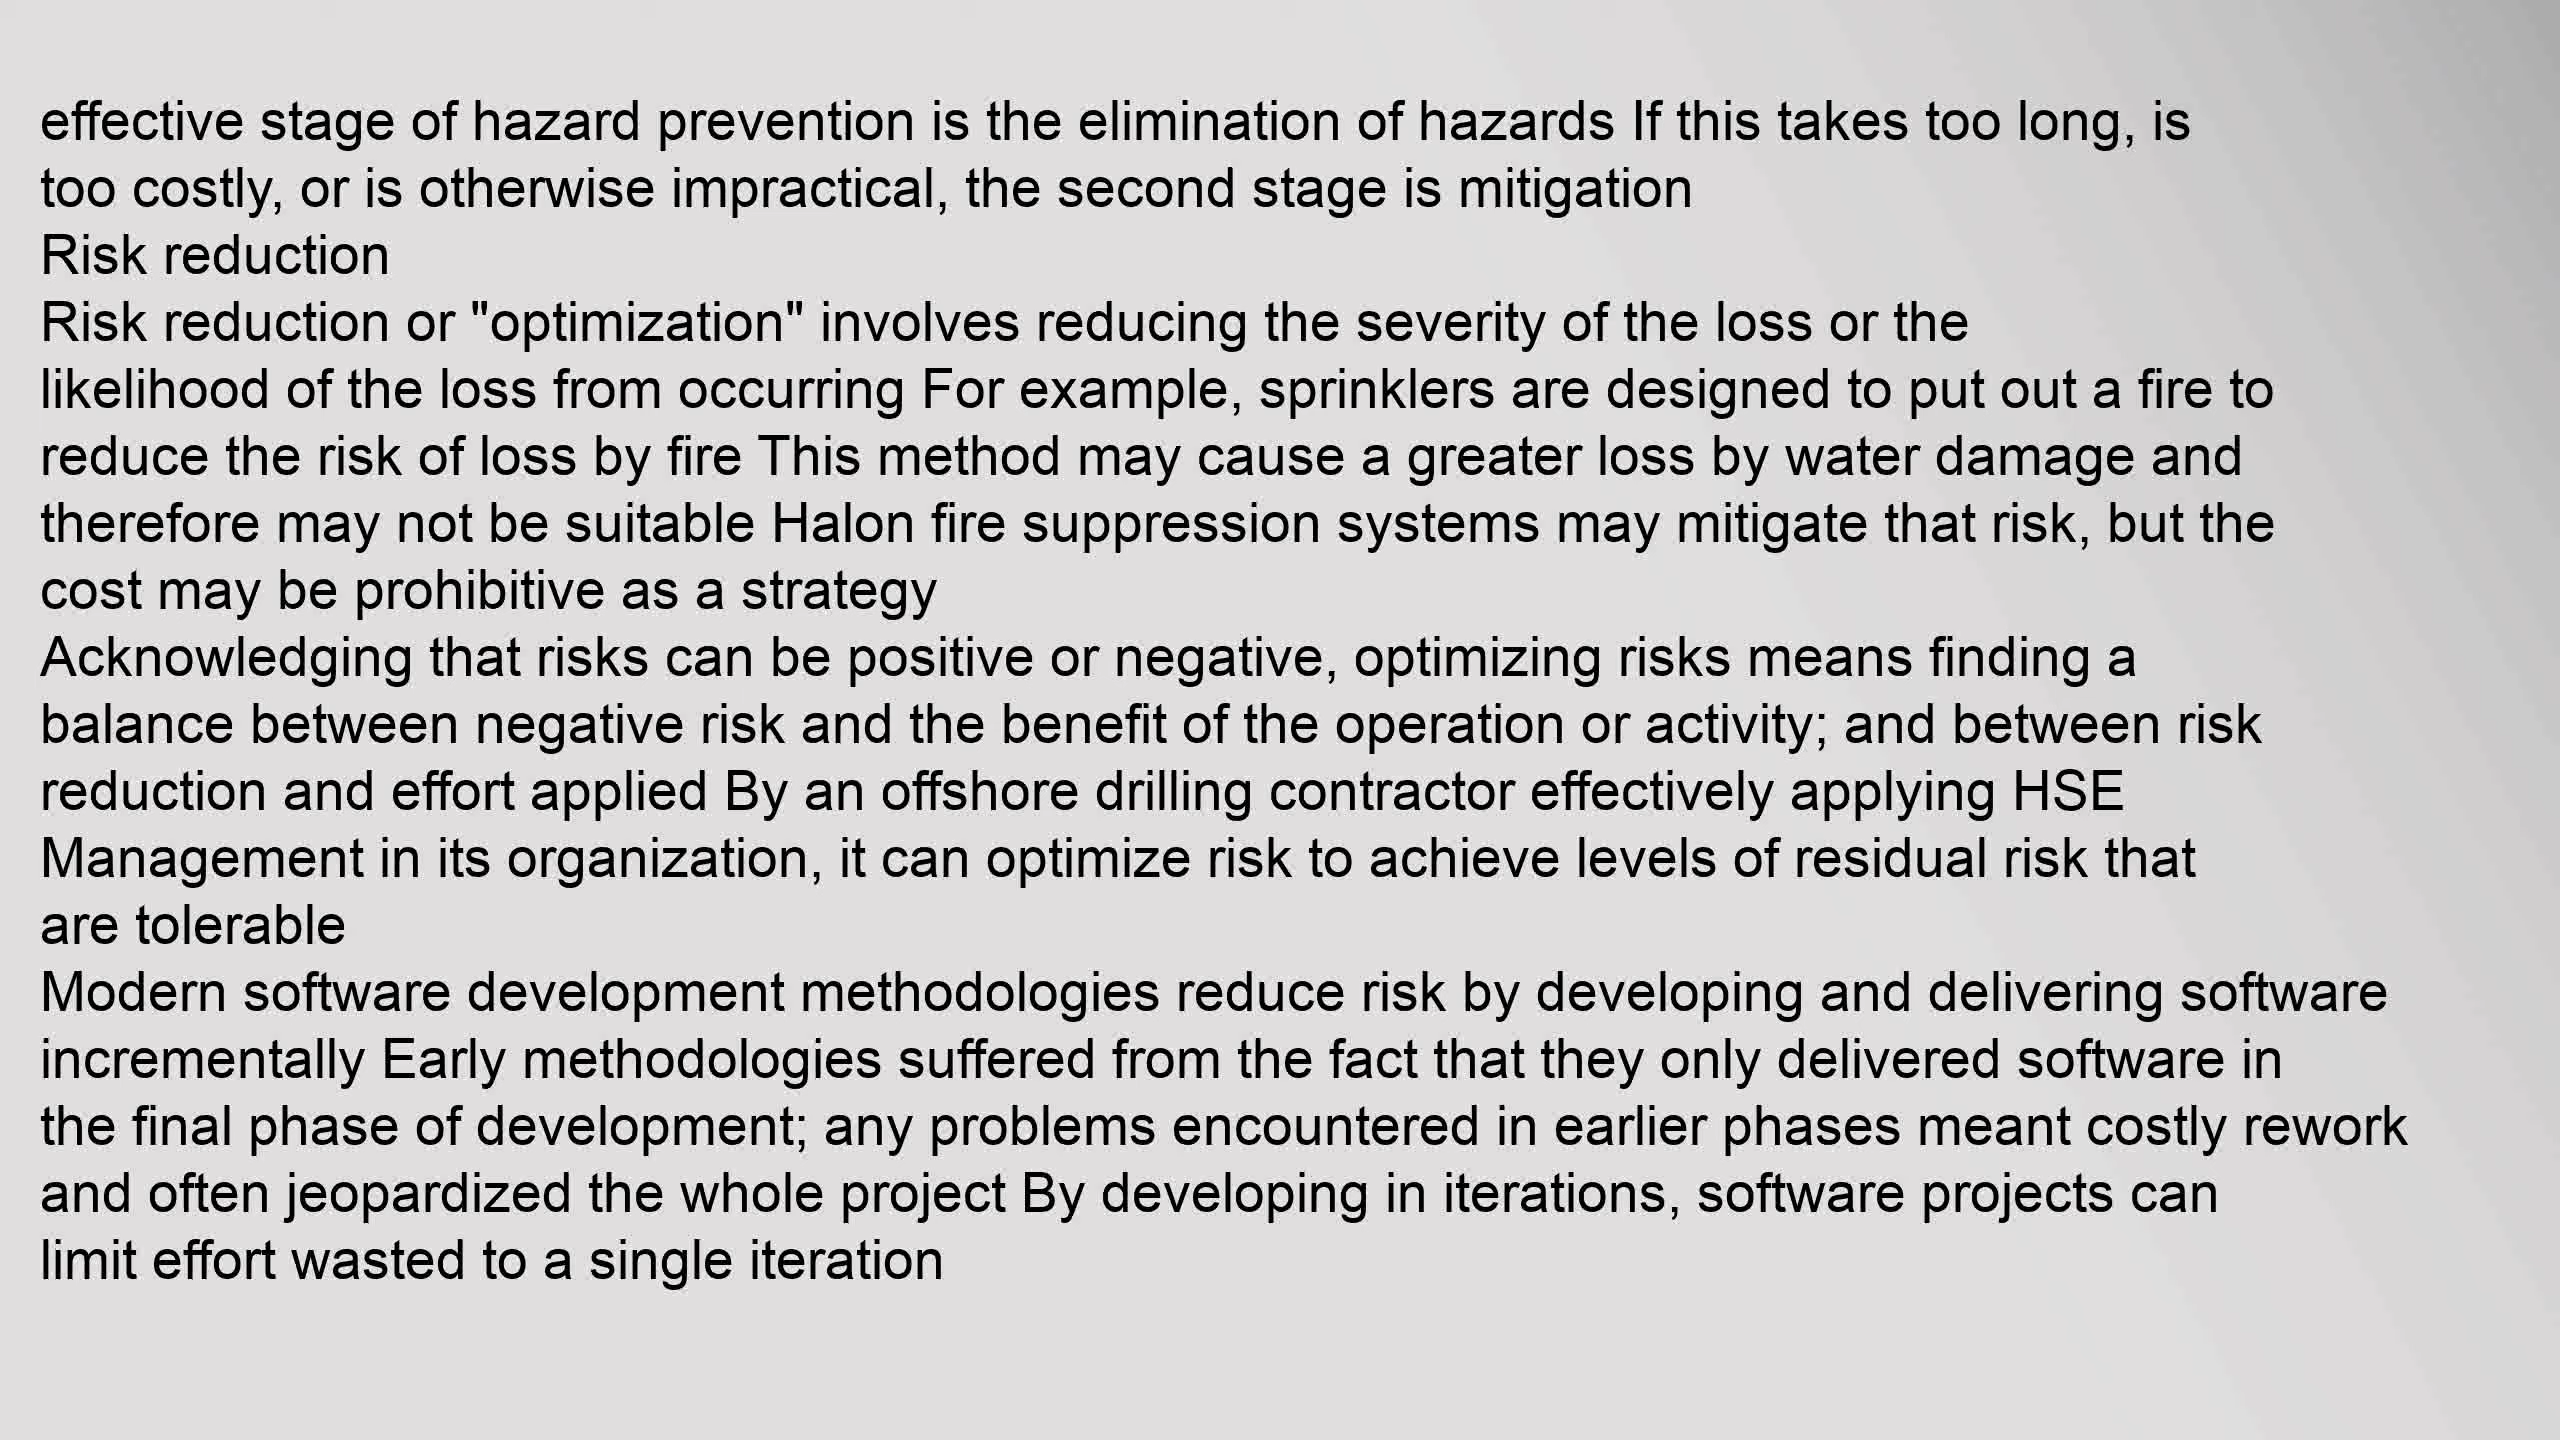 effective stage of hazard prevention is the elimination of hazards If this takes too long, is
too costly, or is otherwise impractical, the second stage is mitigation
Risk reduction
Risk reduction or "optimization" involves reducing the severity of the loss or the
likelihood of the loss from occurring For example, sprinklers are designed to put out a fire to
reduce the risk of loss by fire This method may cause a greater loss by water damage and
therefore may not be suitable Halon fire suppression systems may mitigate that risk, but the
cost may be prohibitive as a strategy
Acknowledging that risks can be positive or negative, optimizing risks means finding a
balance between negative risk and the benefit of the operation or activity; and between risk
reduction and effort applied By an offshore drilling contractor effectively applying HSE
Management in its organization, it can optimize risk to achieve levels of residual risk that
are tolerable
Modern software development methodologies reduce risk by developing and delivering software
incrementally Early methodologies suffered from the fact that they only delivered software in
the final phase of development; any problems encountered in earlier phases meant costly rework
and often jeopardized the whole project By developing in iterations, software projects can
limit effort wasted to a single iteration